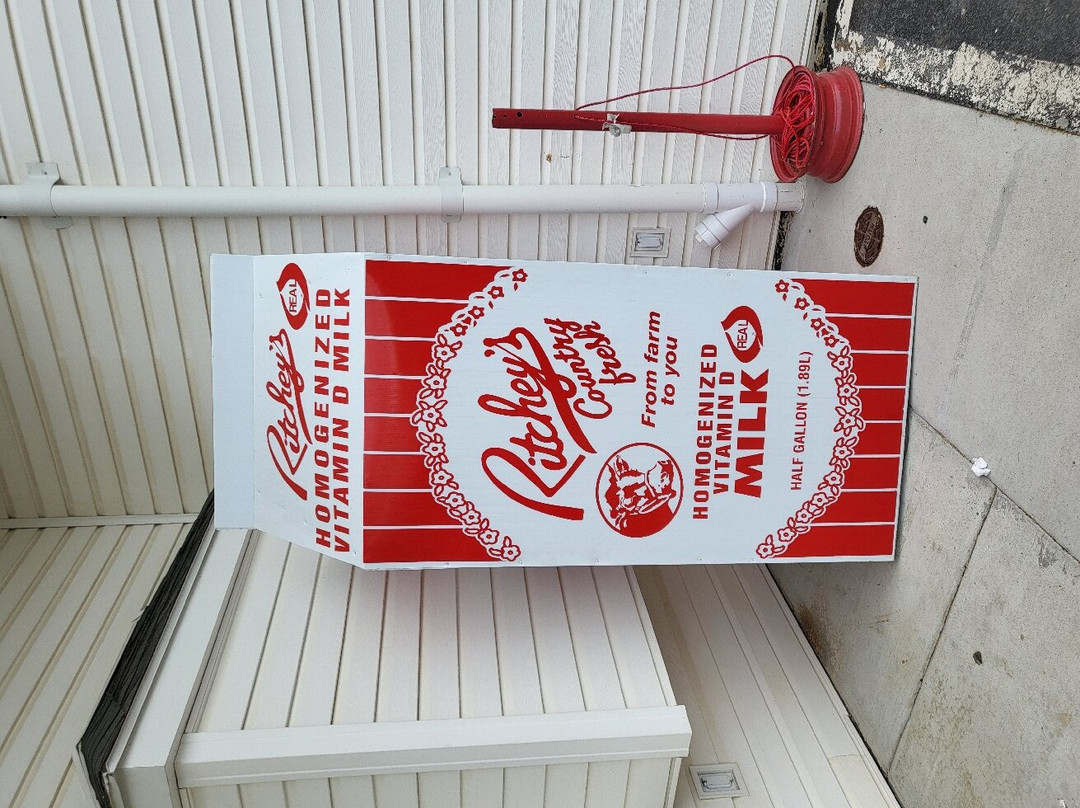 Ritchey's
REAL
HOMOGENIZED
VITAMIN D MILK
Ritchey's
Country
fresh
From farm
to you
HOMOGENIZED
VITAMIN D
MILK
REAL
HALF GALLON (1.89L)